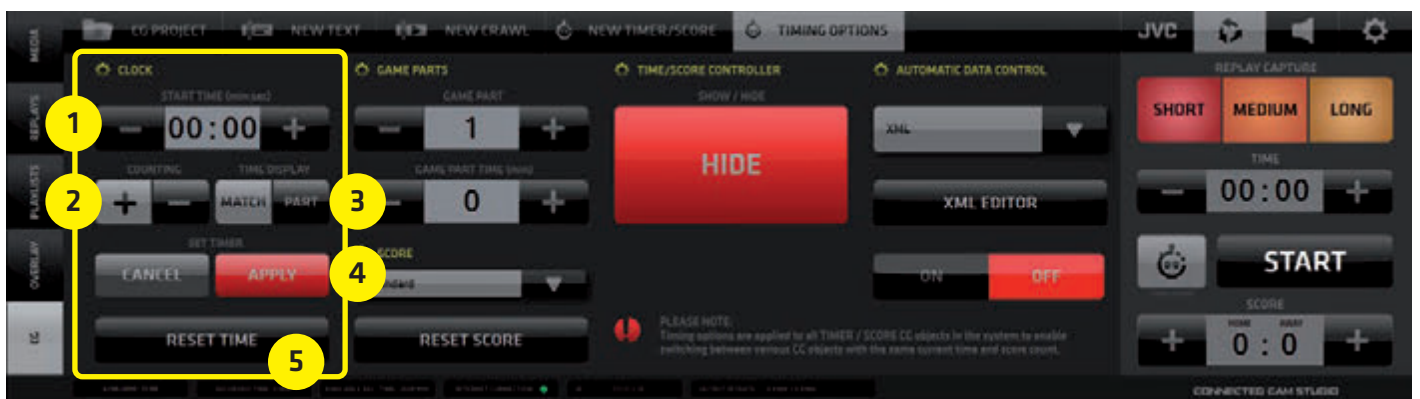 MEDIA
REPLAYS
PLAYLISTS
OVERLAY
CG
CG PROJECT
NEW TEXT
NEW CRAWL
NEW TIMER/SCORE
TIMING OPTIONS
JVC
CLOCK
START TIME (min:sec)
1
- 00:00 +
COUNTING
TIME DISPLAY
2
+ -
MATCH PART
3
SET TIMER
CANCEL APPLY
4
RESET TIME
5
GAME PARTS
GAME PART
- 1 +
GAME PART TIME (min)
- 0 +
SCORE
RESET SCORE
TIME/SCORE CONTROLLER
SHOW / HIDE
HIDE
AUTOMATIC DATA CONTROL
XML
XML EDITOR
ON OFF
PLEASE NOTE:
Timing options are applied to all TIMER / SCORE CG objects in the system to enable
switching between various CG objects with the same current time and score count.
REPLAY CAPTURE
SHORT MEDIUM LONG
TIME
- 00:00 +
START
SCORE
HOME AWAY
+ 0 : 0 +
CONNECTED CAM STUDIO